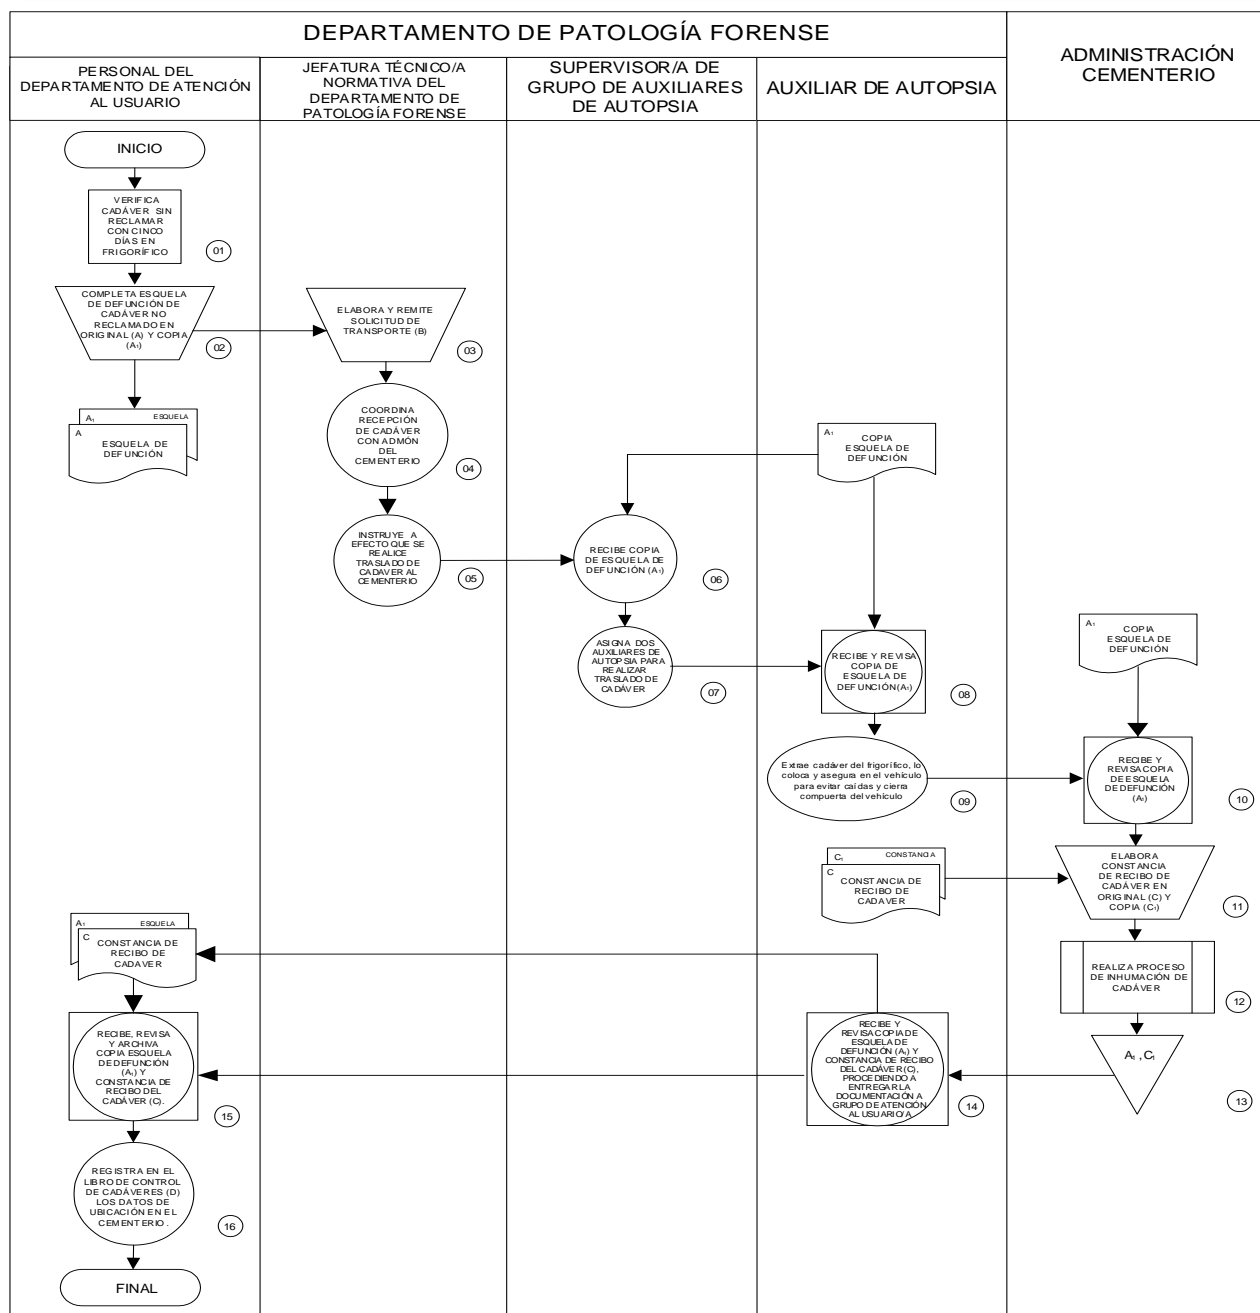 DEPARTAMENTO DE PATOLOGÍA FORENSE
ADMINISTRACIÓN
CEMENTERIO
PERSONAL DEL
DEPARTAMENTO DE ATENCIÓN
AL USUARIO
JEFATURA TÉCNICO/A
NORMATIVA DEL
DEPARTAMENTO DE
PATOLOGÍA FORENSE
SUPERVISOR/A DE
GRUPO DE AUXILIARES
DE AUTOPSIA
AUXILIAR DE AUTOPSIA
INICIO
VERIFICA
CADÁVER SIN
RECLAMAR
CON CINCO
DÍAS EN
FRIGORÍFICO
01
COMPLETA ESQUELA
DE DEFUNCIÓN DE
CADÁVER NO
RECLAMADO EN
ORIGINAL (A) Y COPIA
(A1)
02
ELABORA Y REMITE
SOLICITUD DE
TRANSPORTE (B)
03
A1 ESQUELA
A
ESQUELA DE
DEFUNCIÓN
COORDINA
RECEPCIÓN
DE CADÁVER
CON ADMÓN
DEL
CEMENTERIO
04
A1
COPIA
ESQUELA DE
DEFUNCIÓN
INSTRUYE A
EFECTO QUE SE
REALICE
TRASLADO DE
CADAVER AL
CEMENTERIO
05
RECIBE COPIA
DE ESQUELA DE
DEFUNCIÓN (A1)
06
ASIGNA DOS
AUXILIARES DE
AUTOPSIA PARA
REALIZAR
TRASLADO DE
CADÁVER
07
RECIBE Y REVISA
COPIA DE
ESQUELA DE
DEFUNCIÓN (A1)
08
A1
COPIA
ESQUELA DE
DEFUNCIÓN
Extrae cadáver del frigorífico, lo
coloca y asegura en el vehículo
para evitar caídas y cierra
compuerta del vehículo
09
RECIBE Y
REVISA COPIA
DE ESQUELA
DE DEFUNCIÓN
(A1)
10
C1 CONSTANCIA
C
CONSTANCIA DE
RECIBO DE
CADAVER
ELABORA
CONSTANCIA
DE RECIBO DE
CADÁVER EN
ORIGINAL (C) Y
COPIA (C1)
11
A1 ESQUELA
C
CONSTANCIA DE
RECIBO DE
CADAVER
REALIZA PROCESO
DE INHUMACIÓN DE
CADÁVER
12
A1 , C1
13
RECIBE Y
REVISA COPIA DE
ESQUELA DE
DEFUNCIÓN (A1) Y
CONSTANCIA DE RECIBO
DEL CADÁVER (C),
PROCEDIENDO A
ENTREGAR LA
DOCUMENTACIÓN A
GRUPO DE ATENCIÓN
AL USUARIO/A
14
RECIBE, REVISA
Y ARCHIVA
COPIA ESQUELA
DE DEFUNCIÓN
(A1) Y
CONSTANCIA DE
RECIBO DEL
CADÁVER (C).
15
REGISTRA EN EL
LIBRO DE CONTROL
DE CADÁVERES (D)
LOS DATOS DE
UBICACIÓN EN EL
CEMENTERIO .
16
FINAL